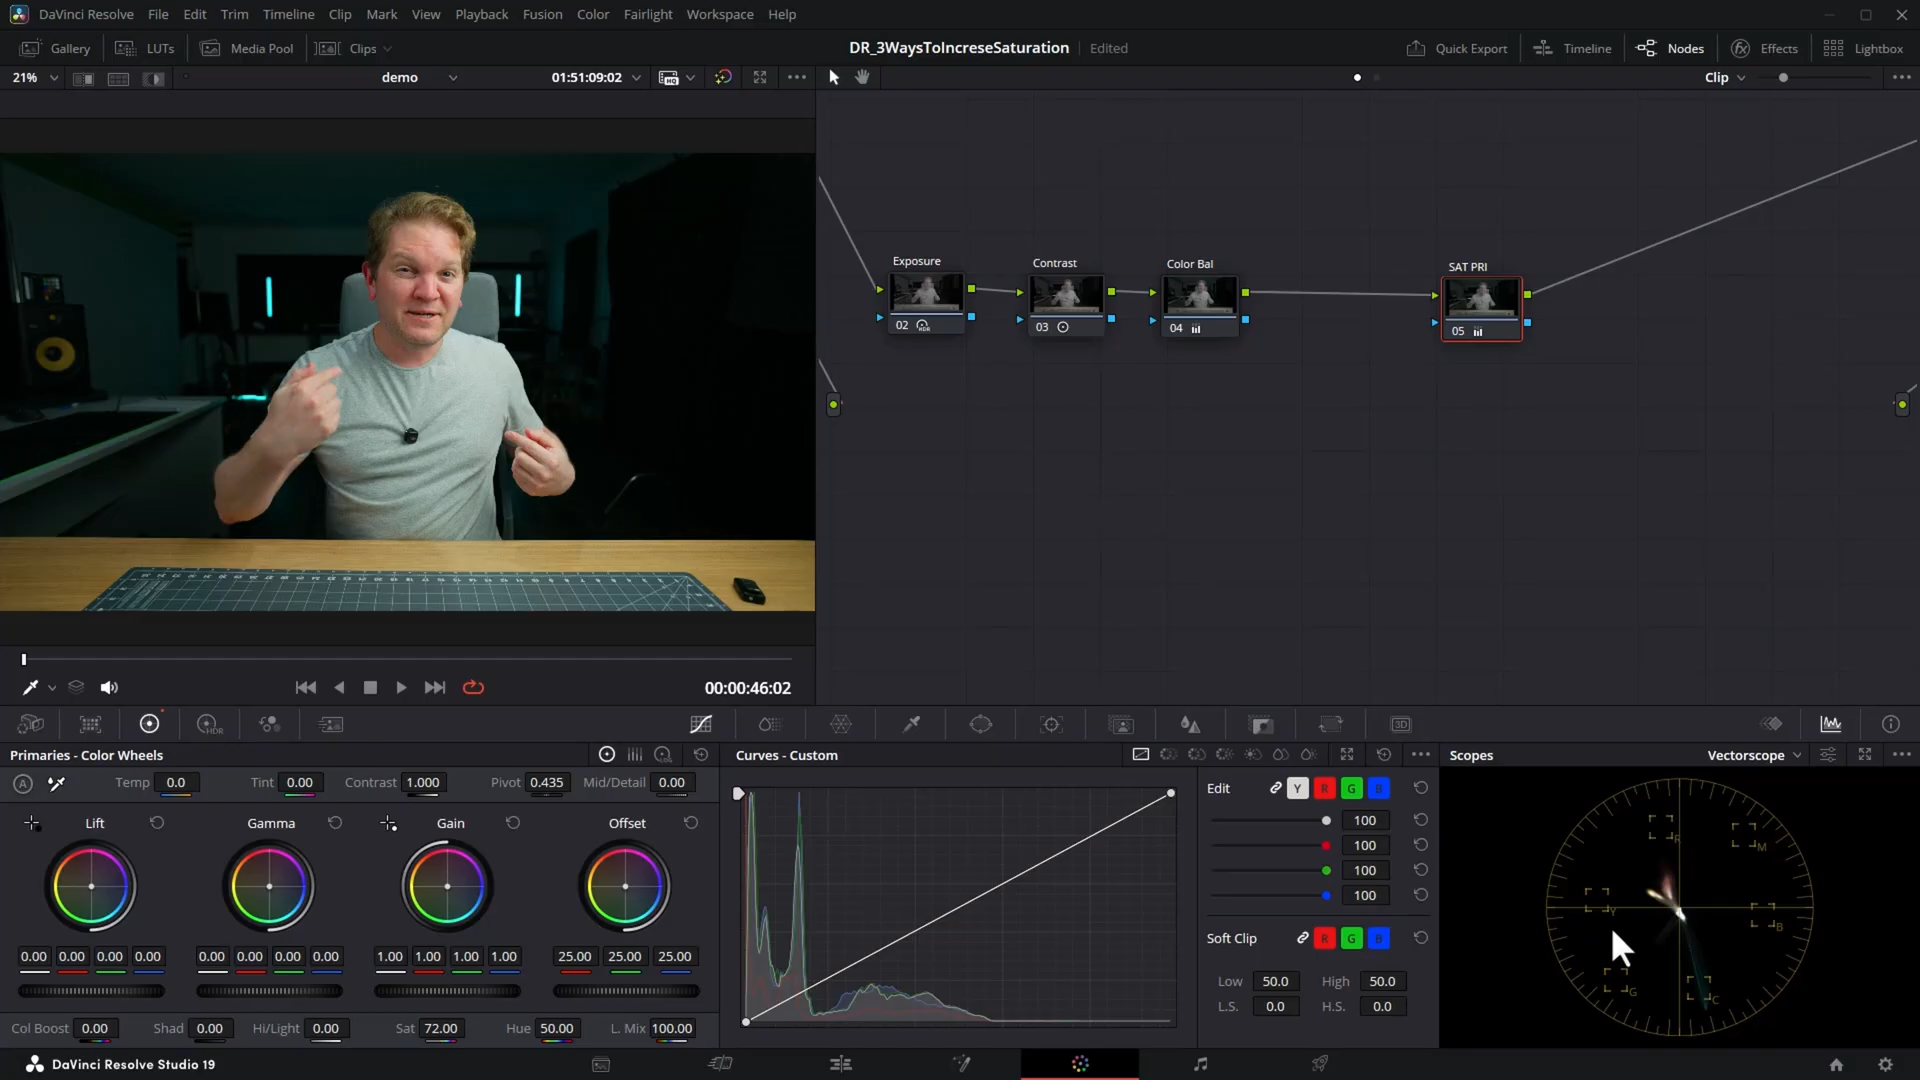 DaVinci Resolve File Edit Trim Timeline Clip Mark View Playback Fusion Color Fairlight Workspace Help
Gallery LUTs Media Pool Clips DR_3WaysToIncreseSaturation Edited Quick Export Timeline Nodes Effects Lightbox
21% demo 01:51:09:02 Clip
Exposure
Contrast
Color Bal
SAT PRI
02 HDR
03
04
05
00:00:46:02
HDR
3D
Primaries - Color Wheels
LOG
Curves - Custom
Scopes
Vectorscope
A Temp 0.0 Tint 0.00 Contrast 1.000 Pivot 0.435 Mid/Detail 0.00
Edit Y R G B
Lift Gamma Gain Offset
100
100
100
100
Soft Clip R G B
0.00 0.00 0.00 0.00 0.00 0.00 0.00 0.00 1.00 1.00 1.00 1.00 25.00 25.00 25.00
Low 50.0 High 50.0
L.S. 0.0 H.S. 0.0
R
M
Y
B
G
C
Col Boost 0.00 Shad 0.00 Hi/Light 0.00 Sat 72.00 Hue 50.00 L. Mix 100.00
DaVinci Resolve Studio 19